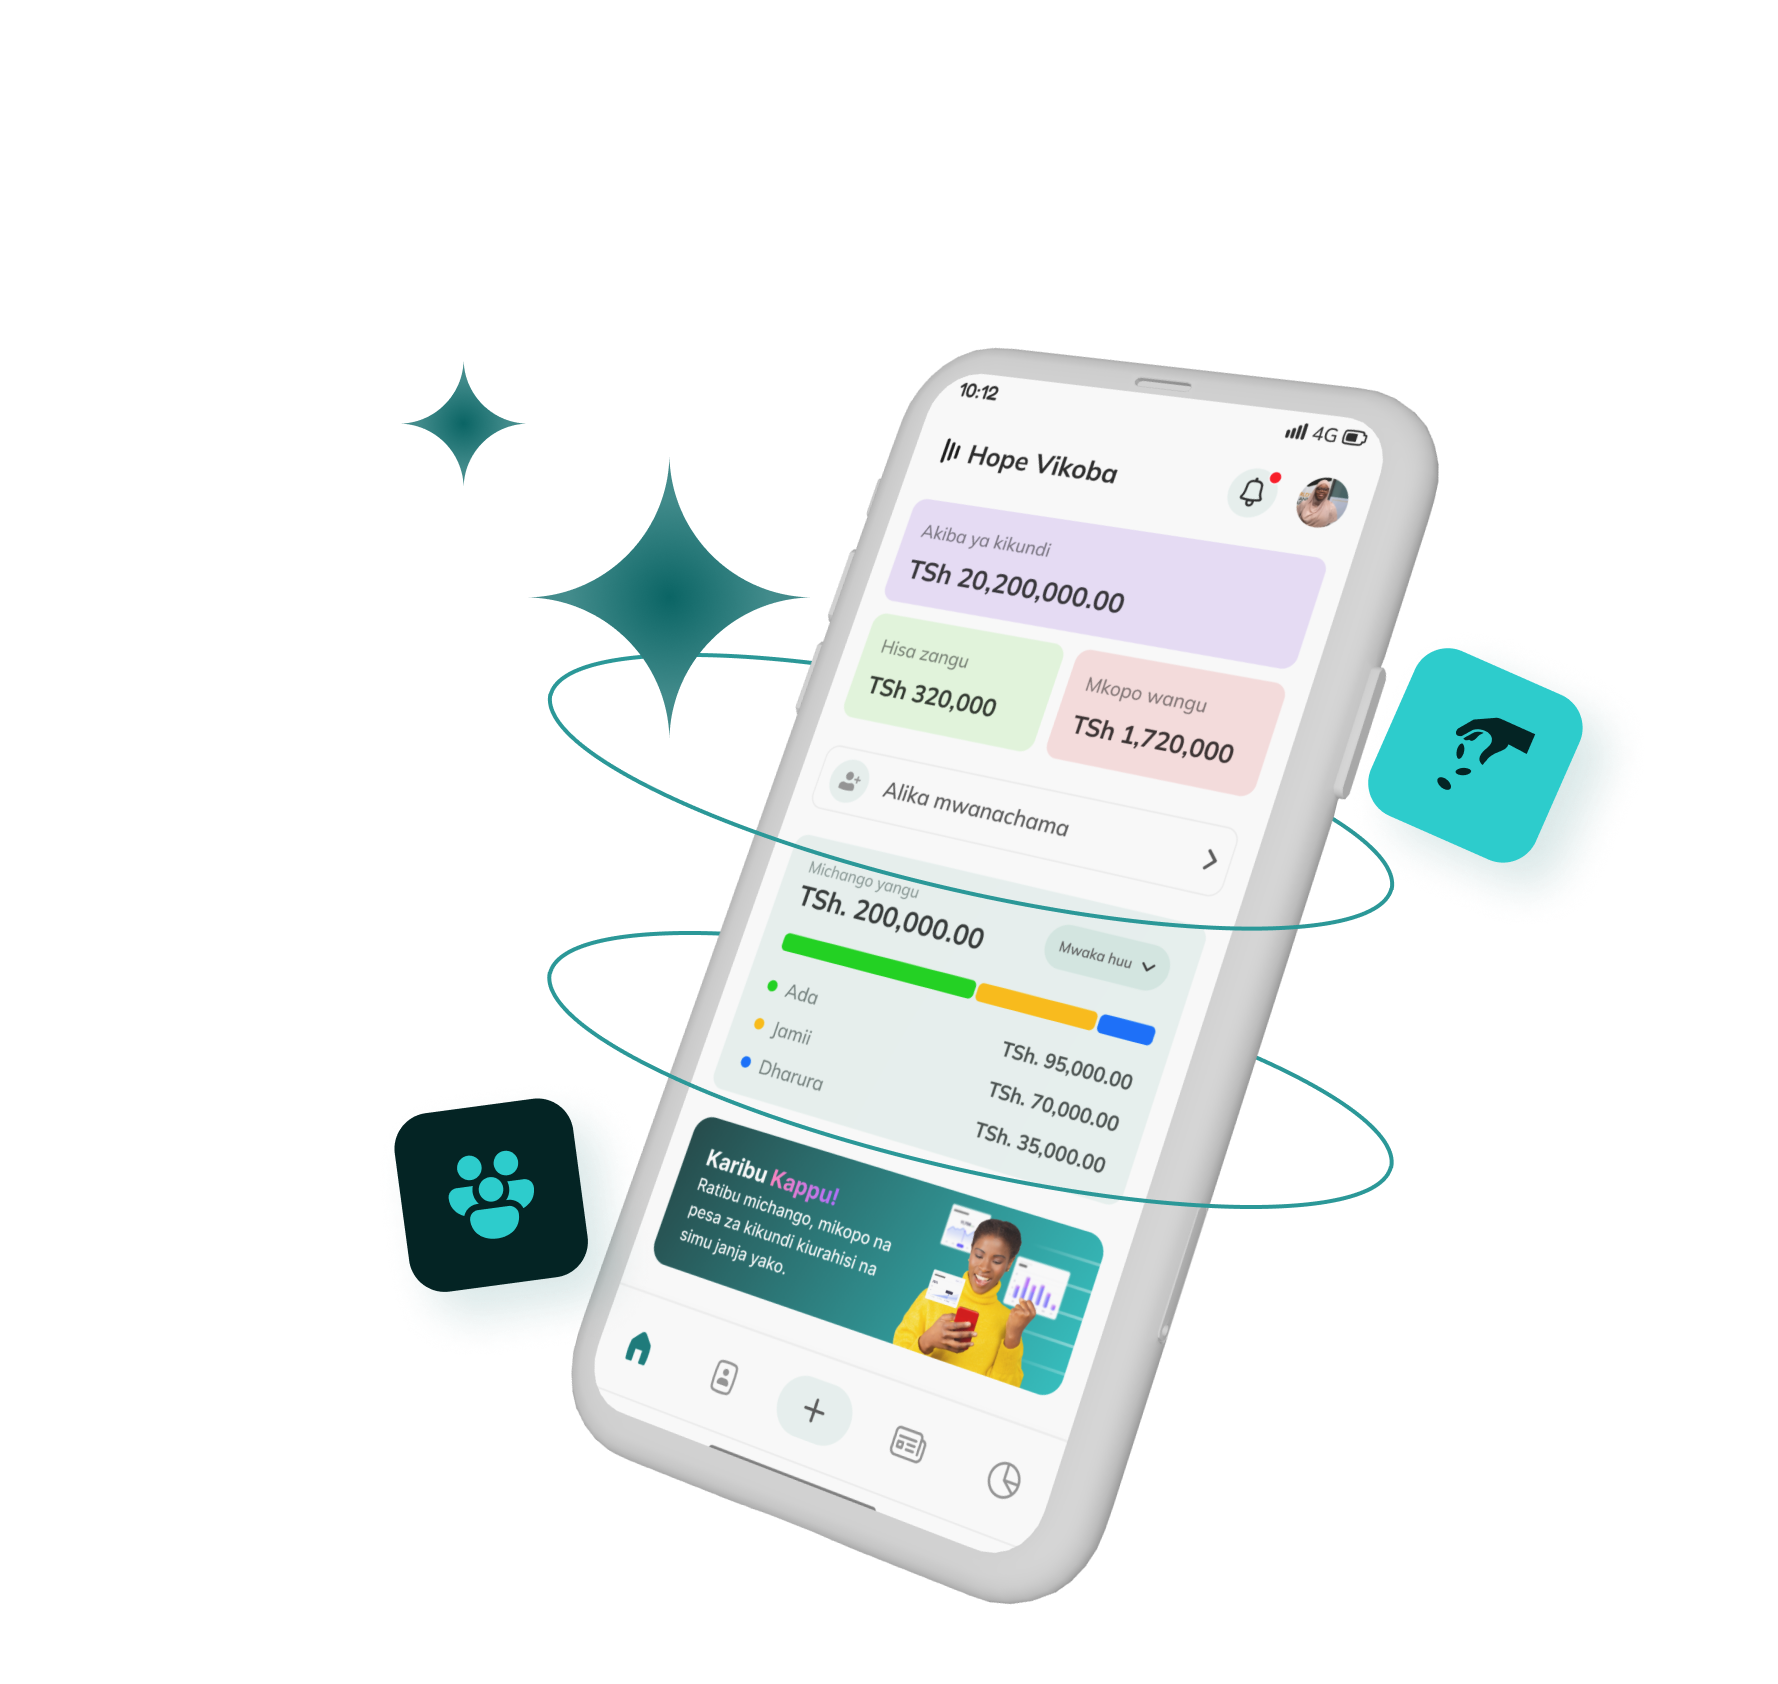 10:12
4G
Hope Vikoba
Akiba ya kikundi
TSh 20,200,000.00
Hisa zangu
TSh 320,000
Mkopo wangu
TSh 1,720,000
Alika mwanachama
Michango yangu
TSh. 200,000.00
Mwaka huu
Ada
TSh. 95,000.00
Jamii
TSh. 70,000.00
Dharura
TSh. 35,000.00
Karibu Kappu!
Ratibu michango, mikopo na
pesa za kikundi kiurahisi na
simu janja yako.